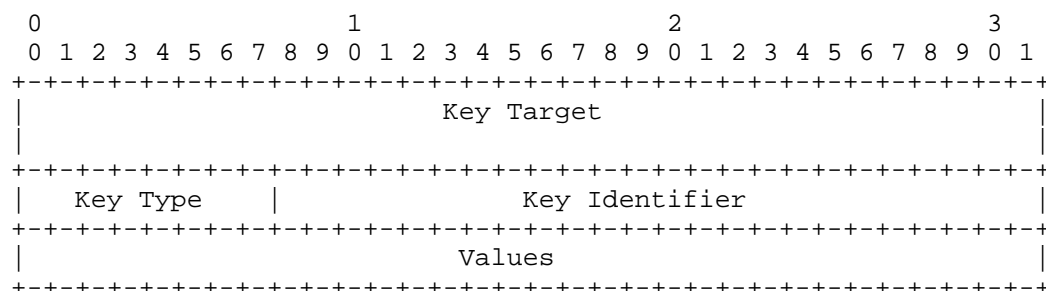 0                   1                   2                   3
 0 1 2 3 4 5 6 7 8 9 0 1 2 3 4 5 6 7 8 9 0 1 2 3 4 5 6 7 8 9 0 1
+-+-+-+-+-+-+-+-+-+-+-+-+-+-+-+-+-+-+-+-+-+-+-+-+-+-+-+-+-+-+-+-+
|                          Key Target                           |
|                                                               |
+-+-+-+-+-+-+-+-+-+-+-+-+-+-+-+-+-+-+-+-+-+-+-+-+-+-+-+-+-+-+-+-+
|   Key Type    |               Key Identifier                  |
+-+-+-+-+-+-+-+-+-+-+-+-+-+-+-+-+-+-+-+-+-+-+-+-+-+-+-+-+-+-+-+-+
|                           Values                              |
+-+-+-+-+-+-+-+-+-+-+-+-+-+-+-+-+-+-+-+-+-+-+-+-+-+-+-+-+-+-+-+-+